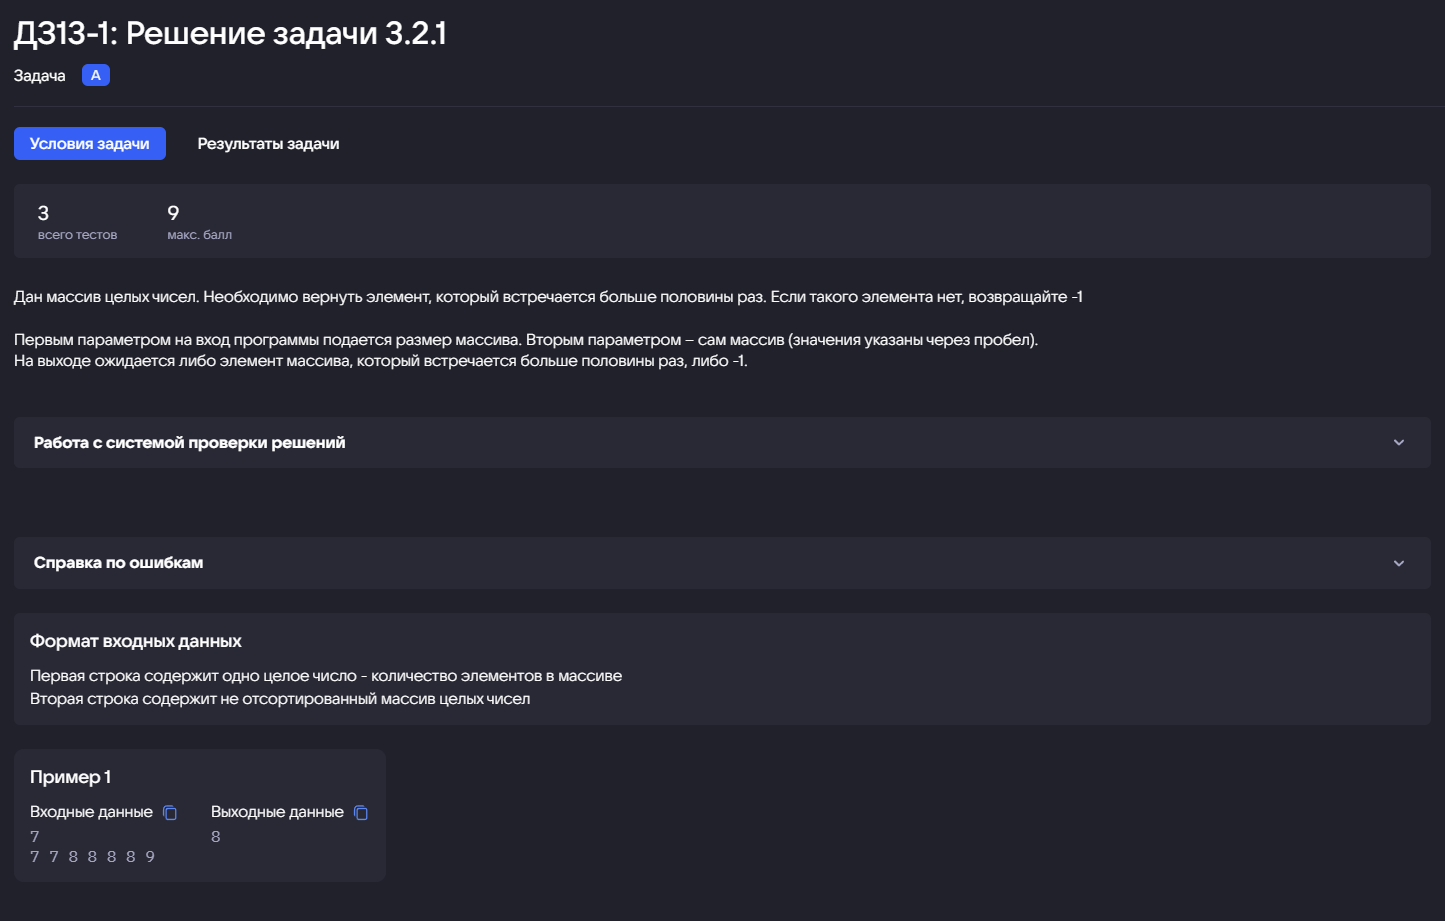 ДЗ13-1: Решение задачи 3.2.1
Задача A
Условия задачи Результаты задачи
3 9
всего тестов макс. балл
Дан массив целых чисел. Необходимо вернуть элемент, который встречается больше половины раз. Если такого элемента нет, возвращайте -1
Первым параметром на вход программы подается размер массива. Вторым параметром – сам массив (значения указаны через пробел).
На выходе ожидается либо элемент массива, который встречается больше половины раз, либо -1.
Работа с системой проверки решений
Справка по ошибкам
Формат входных данных
Первая строка содержит одно целое число - количество элементов в массиве
Вторая строка содержит не отсортированный массив целых чисел
Пример 1
Входные данные Выходные данные
7 8
7 7 8 8 8 8 9